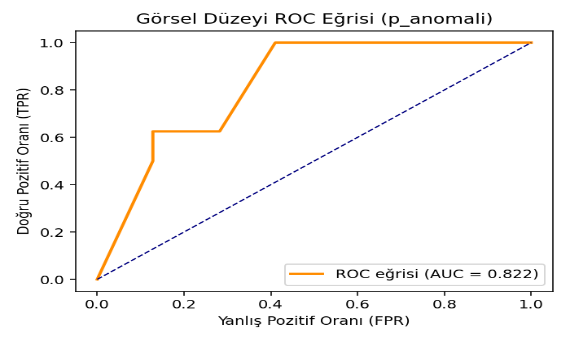 Görsel Düzeyi ROC Eğrisi (p_anomali)
Doğru Pozitif Oranı (TPR)
1.0
0.8
0.6
0.4
0.2
0.0
ROC eğrisi (AUC = 0.822)
0.0 0.2 0.4 0.6 0.8 1.0
Yanlış Pozitif Oranı (FPR)